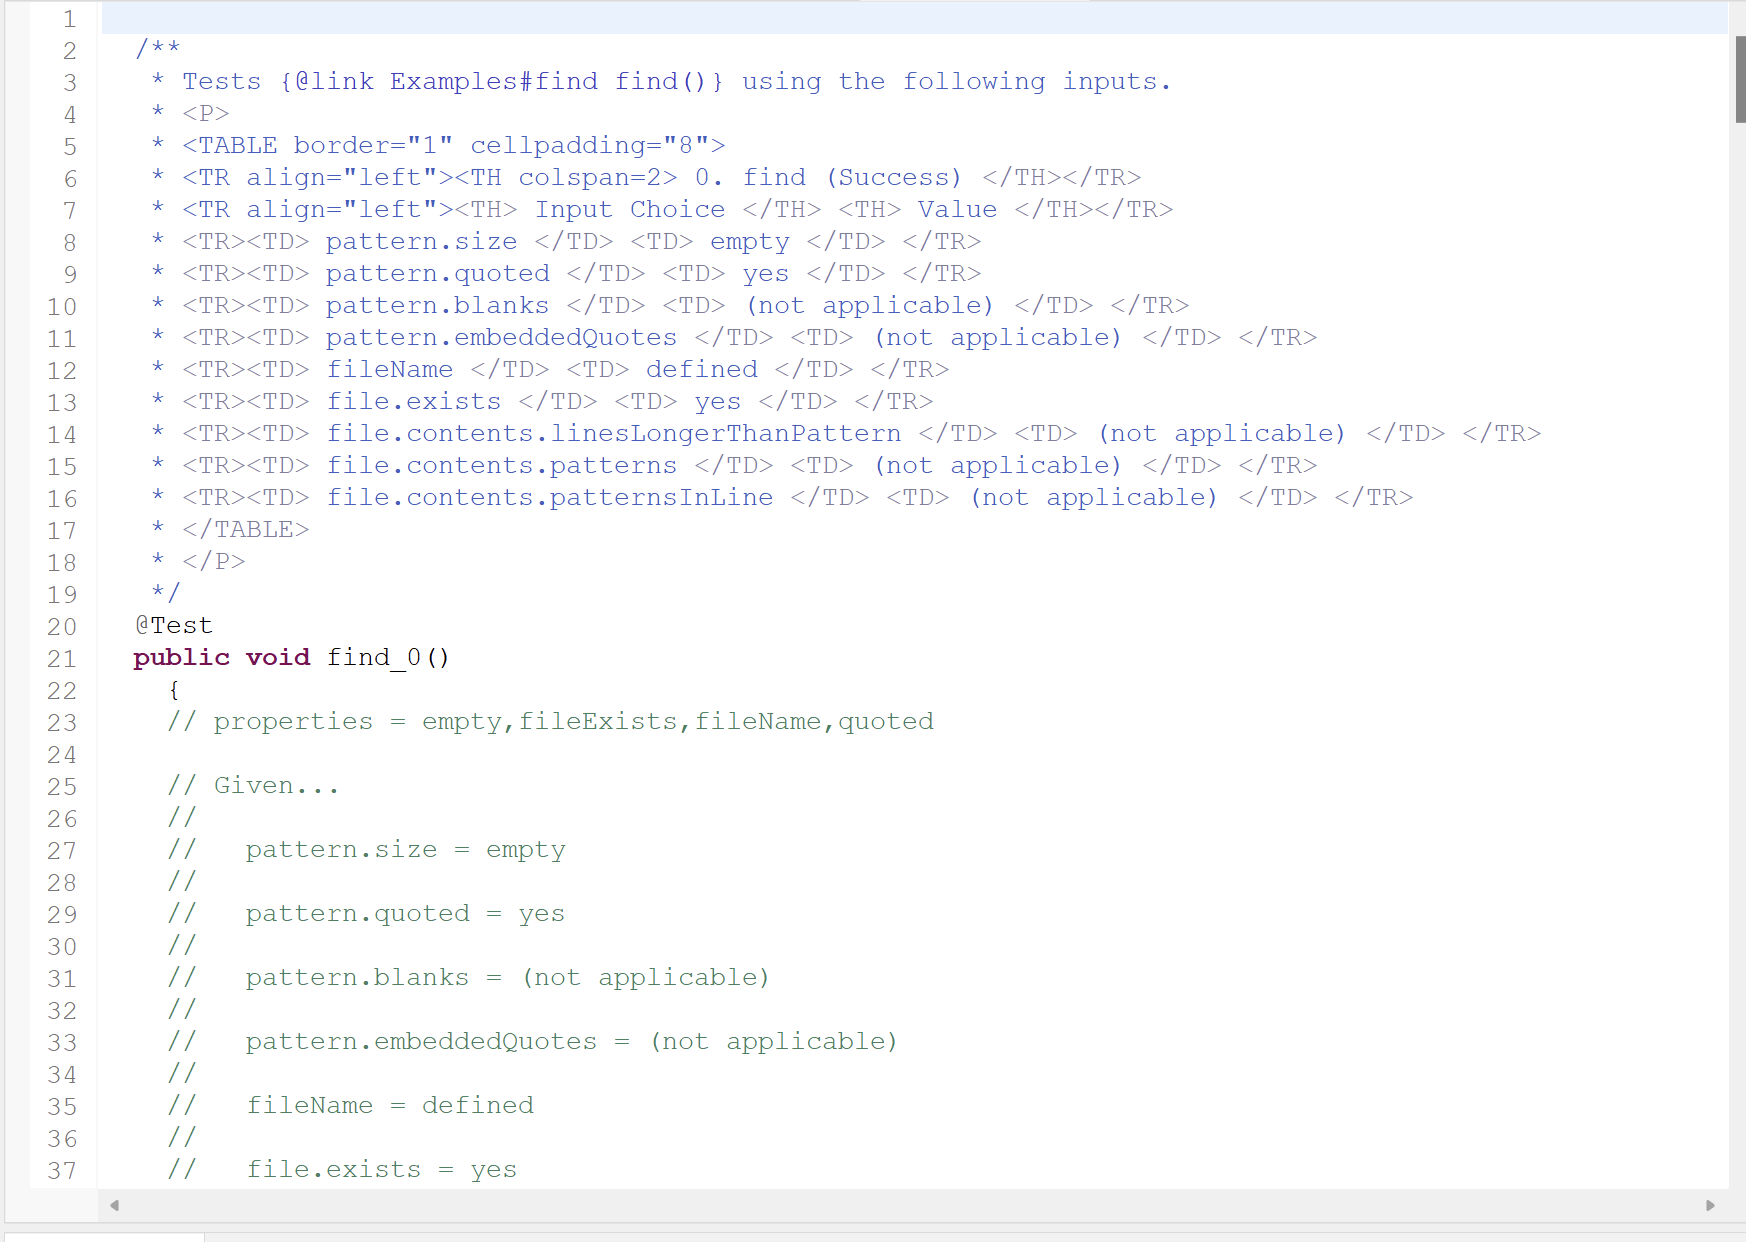 1
2 /**
3 * Tests {@link Examples#find find()} using the following inputs.
4 * <P>
5 * <TABLE border="1" cellpadding="8">
6 * <TR align="left"><TH colspan=2> 0. find (Success) </TH></TR>
7 * <TR align="left"><TH> Input Choice </TH> <TH> Value </TH></TR>
8 * <TR><TD> pattern.size </TD> <TD> empty </TD> </TR>
9 * <TR><TD> pattern.quoted </TD> <TD> yes </TD> </TR>
10 * <TR><TD> pattern.blanks </TD> <TD> (not applicable) </TD> </TR>
11 * <TR><TD> pattern.embeddedQuotes </TD> <TD> (not applicable) </TD> </TR>
12 * <TR><TD> fileName </TD> <TD> defined </TD> </TR>
13 * <TR><TD> file.exists </TD> <TD> yes </TD> </TR>
14 * <TR><TD> file.contents.linesLongerThanPattern </TD> <TD> (not applicable) </TD> </TR>
15 * <TR><TD> file.contents.patterns </TD> <TD> (not applicable) </TD> </TR>
16 * <TR><TD> file.contents.patternsInLine </TD> <TD> (not applicable) </TD> </TR>
17 * </TABLE>
18 * </P>
19 */
20 @Test
21 public void find_0()
22 {
23 // properties = empty,fileExists,fileName,quoted
24
25 // Given...
26 //
27 // pattern.size = empty
28 //
29 // pattern.quoted = yes
30 //
31 // pattern.blanks = (not applicable)
32 //
33 // pattern.embeddedQuotes = (not applicable)
34 //
35 // fileName = defined
36 //
37 // file.exists = yes